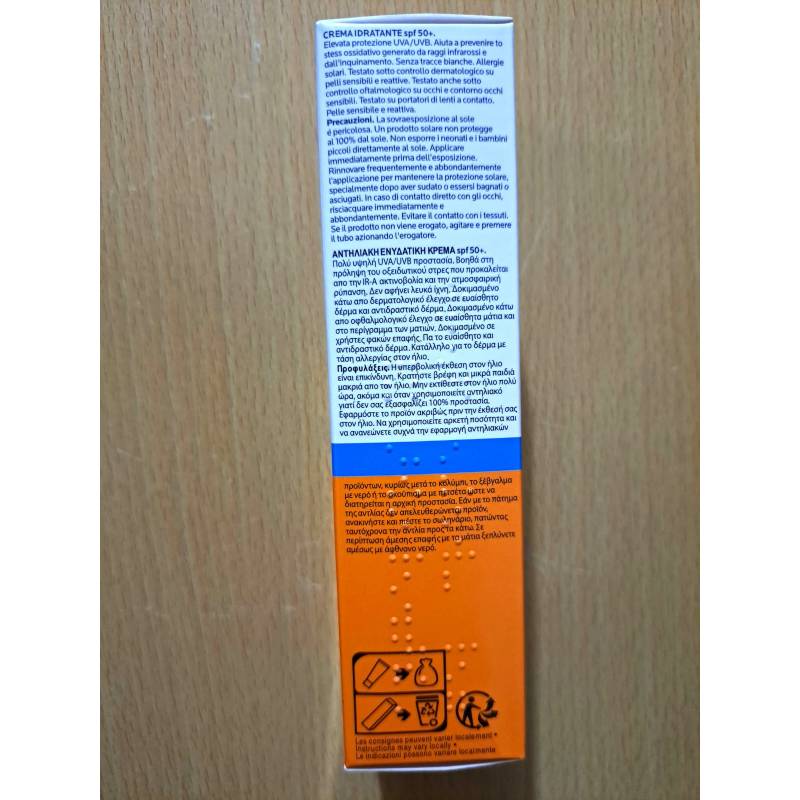 CREMA IDRATANTE spf 50+.
Elevata protezione UVA/UVB. Aiuta a prevenire to
stess ossidativo generato da raggi infrarossi e
dall'inquinamento. Senza tracce bianche. Allergie
solari. Testato sotto controllo dermatologico su
pelli sensibili e reattive. Testato anche sotto
controllo oftalmologico su occhi e contorno occhi
sensibili. Testato su portatori di lenti a contatto.
Pelle sensibile e reattiva.
Precauzioni. La sovraesposizione al sole
é pericolosa. Un prodotto solare non protegge
al 100% dal sole. Non esporre i neonati e i bambini
piccoli direttamente al sole. Applicare
immediatamente prima dell'esposizione.
Rinnovare frequentemente e abbondantemente
l'applicazione per mantenere la protezione solare,
specialmente dopo aver sudato o essersi bagnati o
asciugati. In caso di contatto diretto con gli occhi,
risciacquare immediatamente e
abbondantemente. Evitare il contatto con i tessuti.
Se il prodotto non viene erogato, agitare e premere
il tubo azionando l'erogatore.
ΑΝΤΗΛΙΑΚΗ ΕΝΥΔΑΤΙΚΗ ΚΡΕΜΑ spf 50+.
Πολύ υψηλή UVA/UVB προστασία. Βοηθά στη
πρόληψη του οξειδωτικού στρες που προκαλείται
απο την IR-A ακτινοβολία και την ατμοσφαιρική
ρύπανση. Δεν αφήνει λευκά ίχνη. Δοκιμασμένο
κάτω απο δερματολογικό έλεγχο σε ευαίσθητο
δέρμα και αντιδραστικό δέρμα. Δοκιμασμένο κάτω
απο οφθαλμολογικό έλεγχο σε ευαίσθητα μάτια και
στο περίγραμμα των ματιών. Δοκιμασμένο σε
χρήστες φακών επαφής. Για το ευαίσθητο και
αντιδραστικό δέρμα. Κατάλληλο για το δέρμα με
τάση αλλεργίας στον ήλιο.
Προφυλάξεις. Η υπερβολική έκθεση στον ήλιο
είναι επικίνδυνη. Κρατήστε βρέφη και μικρά παιδιά
μακριά απο τον ήλιο. Μην εκτίθεστε στον ήλιο πολύ
ώρα, ακόμα και όταν χρησιμοποιείτε αντηλιακό
γιατί δεν σας εξασφαλίζει 100% προστασία.
Εφαρμόστε το προϊόν ακριβώς πριν την έκθεσή σας
στον ήλιο. Να χρησιμοποιείτε αρκετή ποσότητα και
να ανανεώνετε συχνά την εφαρμογή αντηλιακών
προϊόντων, κυρίως μετά το κολύμπι, το ξέβγαλμα
με νερό ή το σκούπισμα με πετσέτα ωστε να
διατηρείται η αρχική προστασία. Εάν με το πάτημα
της αντλίας δεν απελευθερώνεται προϊόν,
ανακινήστε και πιέστε το σωληνάριο, πατώντας
ταυτόχρονα την αντλία προς τα κάτω. Σε
περίπτωση άμεσης επαφής με τα μάτια ξεπλύνετε
αμέσως με άφθονο νερό.
Les consignes peuvent varier localement *
Instructions may vary locally *
Le indicazioni possono variare localmente